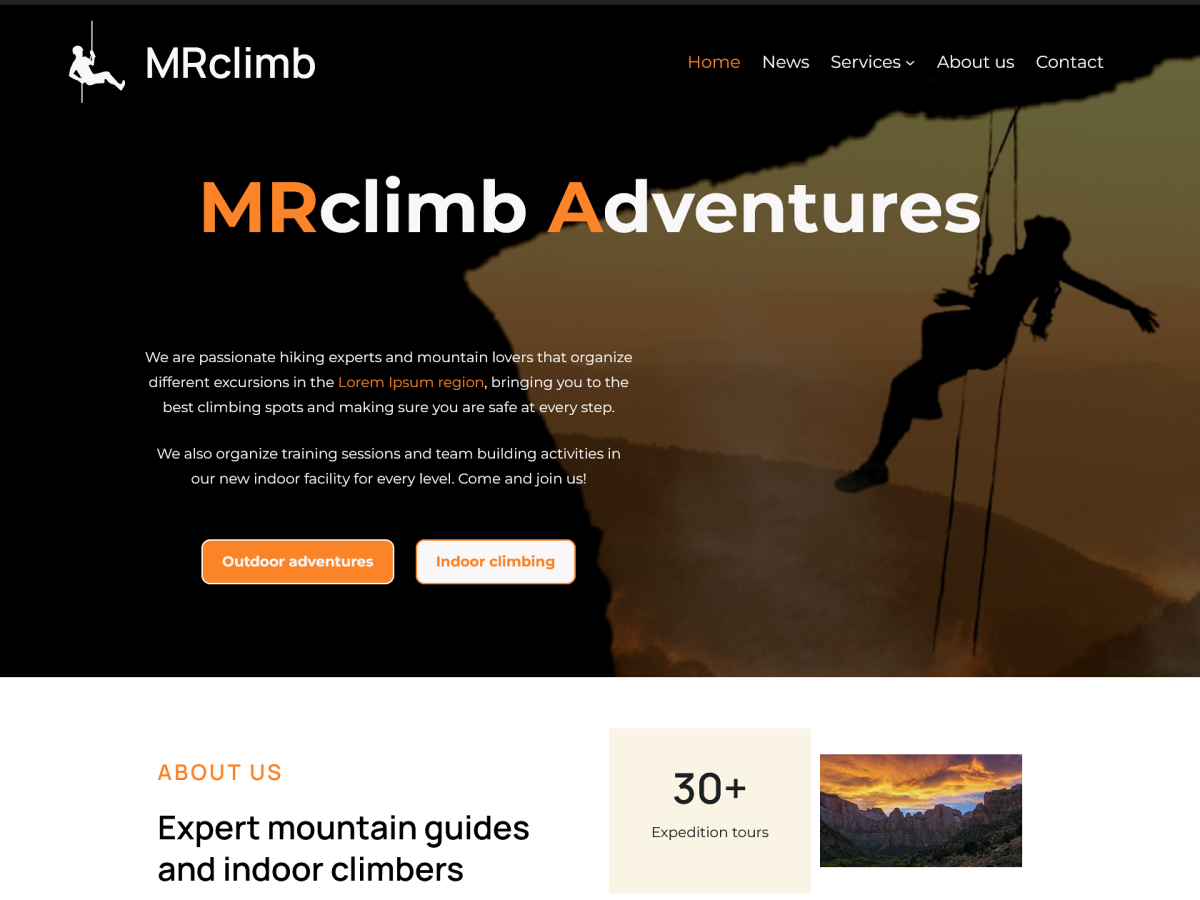 MRclimb
Home News Services About us Contact
MRclimb Adventures
We are passionate hiking experts and mountain lovers that organize
different excursions in the Lorem Ipsum region, bringing you to the
best climbing spots and making sure you are safe at every step.
We also organize training sessions and team building activities in
our new indoor facility for every level. Come and join us!
Outdoor adventures
Indoor climbing
ABOUT US
Expert mountain guides
and indoor climbers
30+
Expedition tours